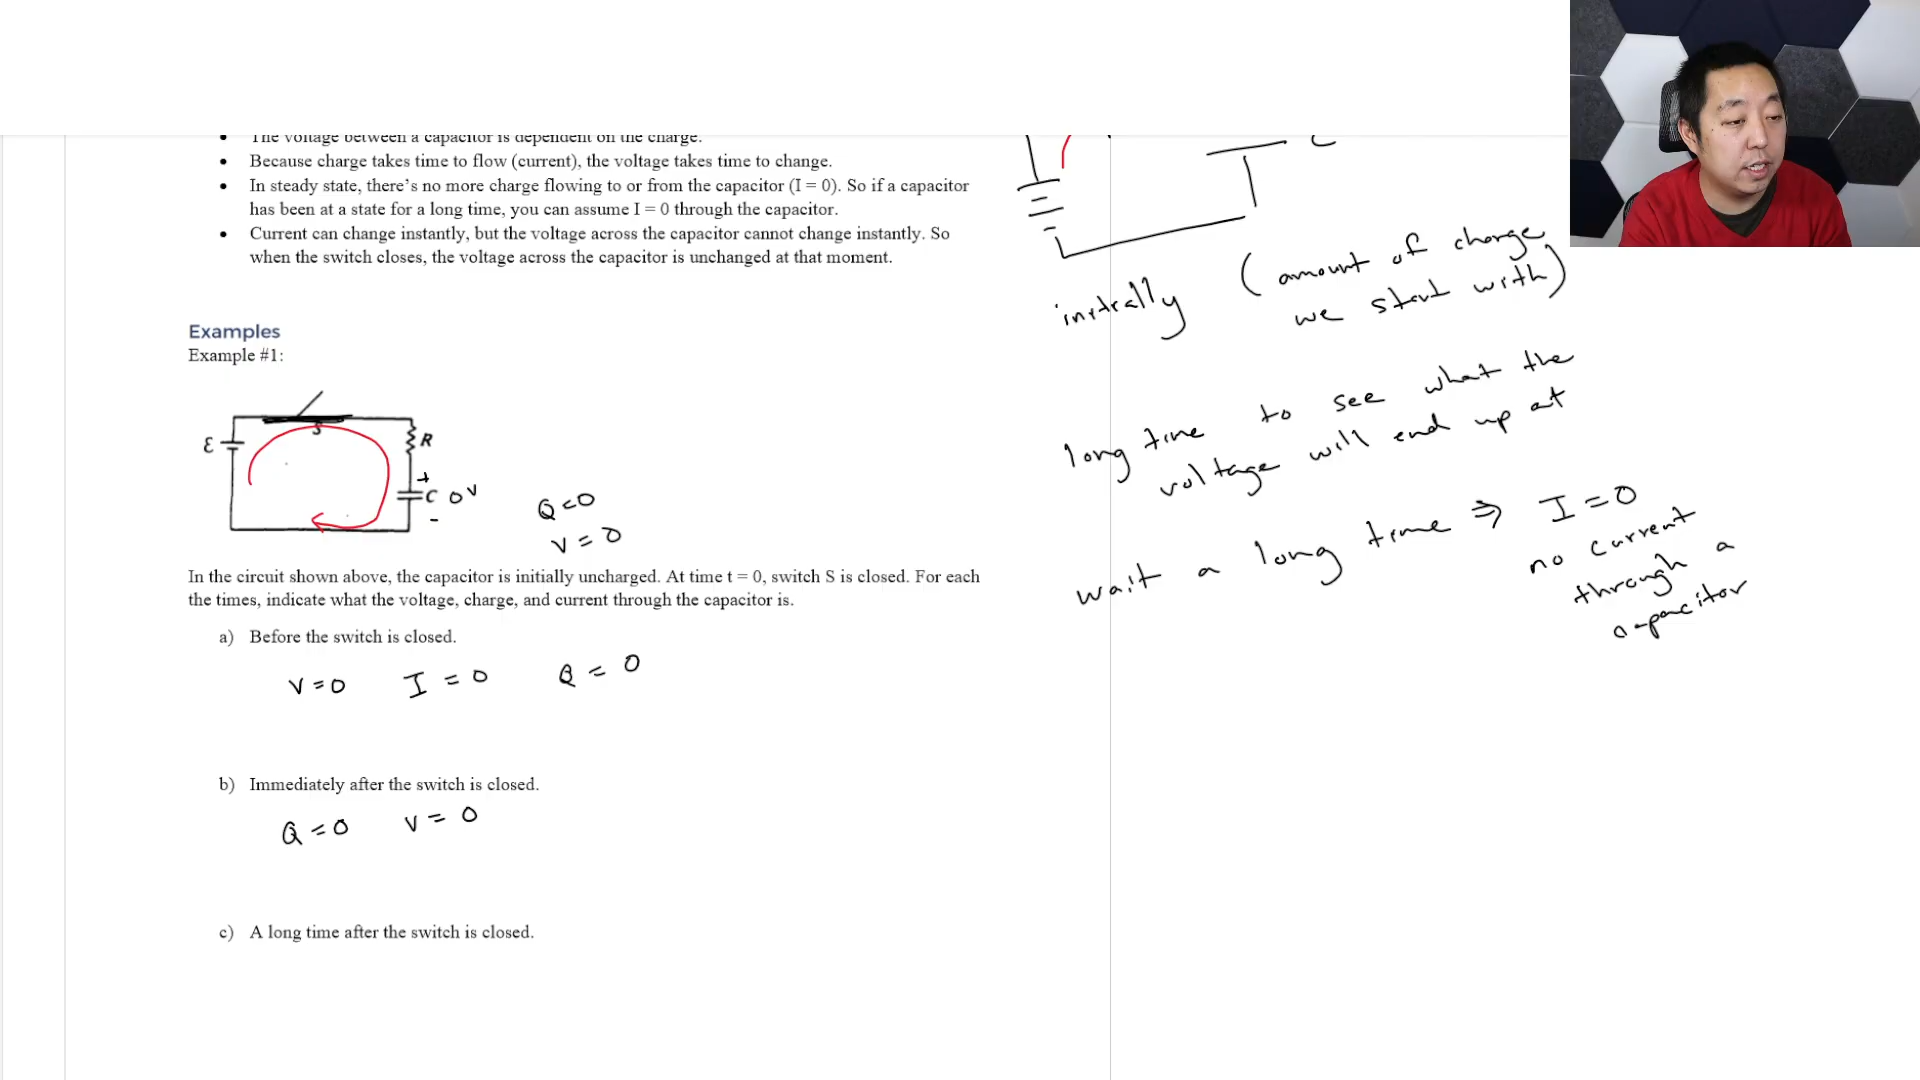 The voltage between a capacitor is dependent on the charge.
Because charge takes time to flow (current), the voltage takes time to change.
In steady state, there's no more charge flowing to or from the capacitor (I = 0). So if a capacitor
has been at a state for a long time, you can assume I = 0 through the capacitor.
Current can change instantly, but the voltage across the capacitor cannot change instantly. So
when the switch closes, the voltage across the capacitor is unchanged at that moment.
Examples
Example #1:
ε
S
R
+
C 0 V
-
Q = 0
V = 0
In the circuit shown above, the capacitor is initially uncharged. At time t = 0, switch S is closed. For each
the times, indicate what the voltage, charge, and current through the capacitor is.
a) Before the switch is closed.
V = 0 I = 0 Q = 0
b) Immediately after the switch is closed.
Q = 0 V = 0
c) A long time after the switch is closed.
initially (amount of charge
we start with)
long time to see what the
voltage will end up at
wait a long time ⇒ I = 0
no current
through a
capacitor